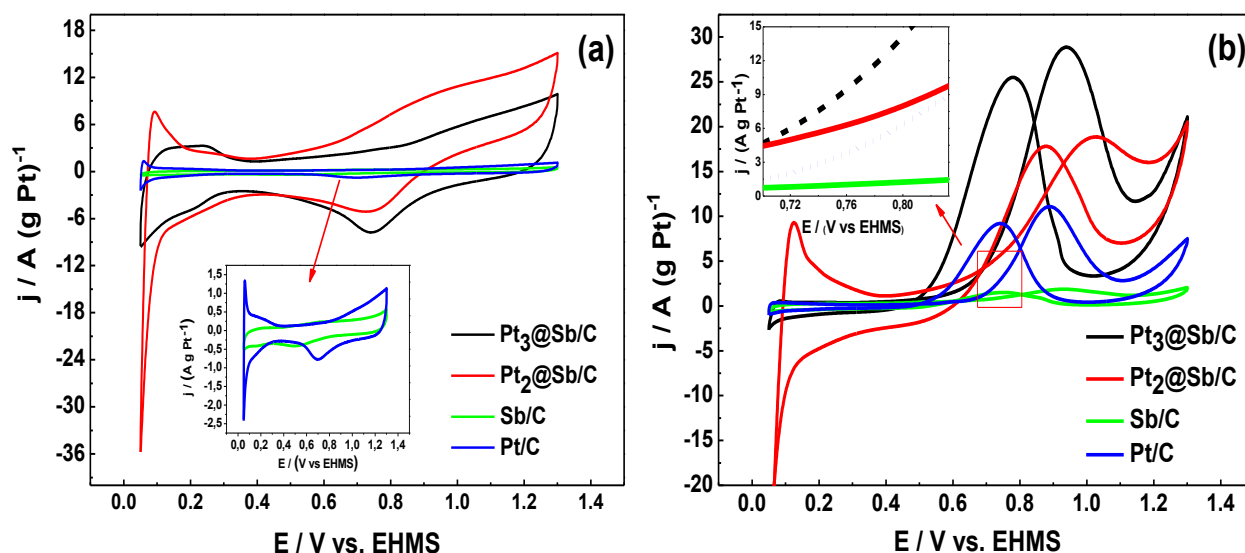 (a)
j / A (g Pt)⁻¹
18
12
6
0
-6
-12
-18
-24
-30
-36
0.0 0.2 0.4 0.6 0.8 1.0 1.2 1.4
E / V vs. EHMS
Pt₃@Sb/C
Pt₂@Sb/C
Sb/C
Pt/C
j / (A g Pt)⁻¹
1,5
1,0
0,5
0,0
-0,5
-1,0
-1,5
-2,0
-2,5
0,0 0,2 0,4 0,6 0,8 1,0 1,2 1,4
E / (V vs EHMS)
(b)
j / A (g Pt)⁻¹
30
25
20
15
10
5
0
-5
-10
-15
-20
0.0 0.2 0.4 0.6 0.8 1.0 1.2 1.4
E / V vs. EHMS
Pt₃@Sb/C
Pt₂@Sb/C
Sb/C
Pt/C
j / (A g Pt⁻¹)
15
12
9
6
3
0
0,72 0,76 0,80
E / (V vs EHMS)